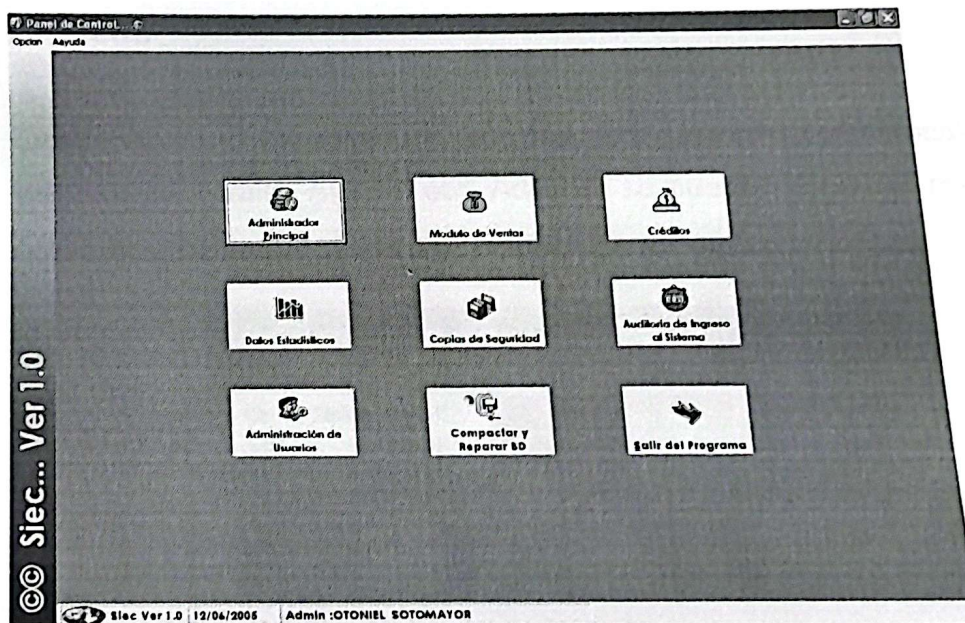 Panel de Control...
Opcion Aayuda
Administrador
Principal
Modulo de Ventas
Créditos
Datos Estadísticos
Copias de Seguridad
Auditoria de Ingreso
al Sistema
Administración de
Usuarios
Compactar y
Reparar BD
Salir del Programa
©© Siec... Ver 1.0
Siec Ver 1.0 12/06/2005 Admin :OTONIEL SOTOMAYOR